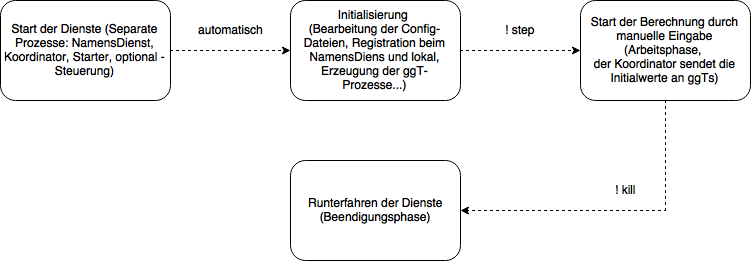 Start der Dienste (Separate
Prozesse: NamensDienst,
Koordinator, Starter, optional -
Steuerung)
automatisch
Initialisierung
(Bearbeitung der Config-
Dateien, Registration beim
NamensDiens und lokal,
Erzeugung der ggT-
Prozesse...)
! step
Start der Berechnung durch
manuelle Eingabe
(Arbeitsphase,
der Koordinator sendet die
Initialwerte an ggTs)
! kill
Runterfahren der Dienste
(Beendigungsphase)